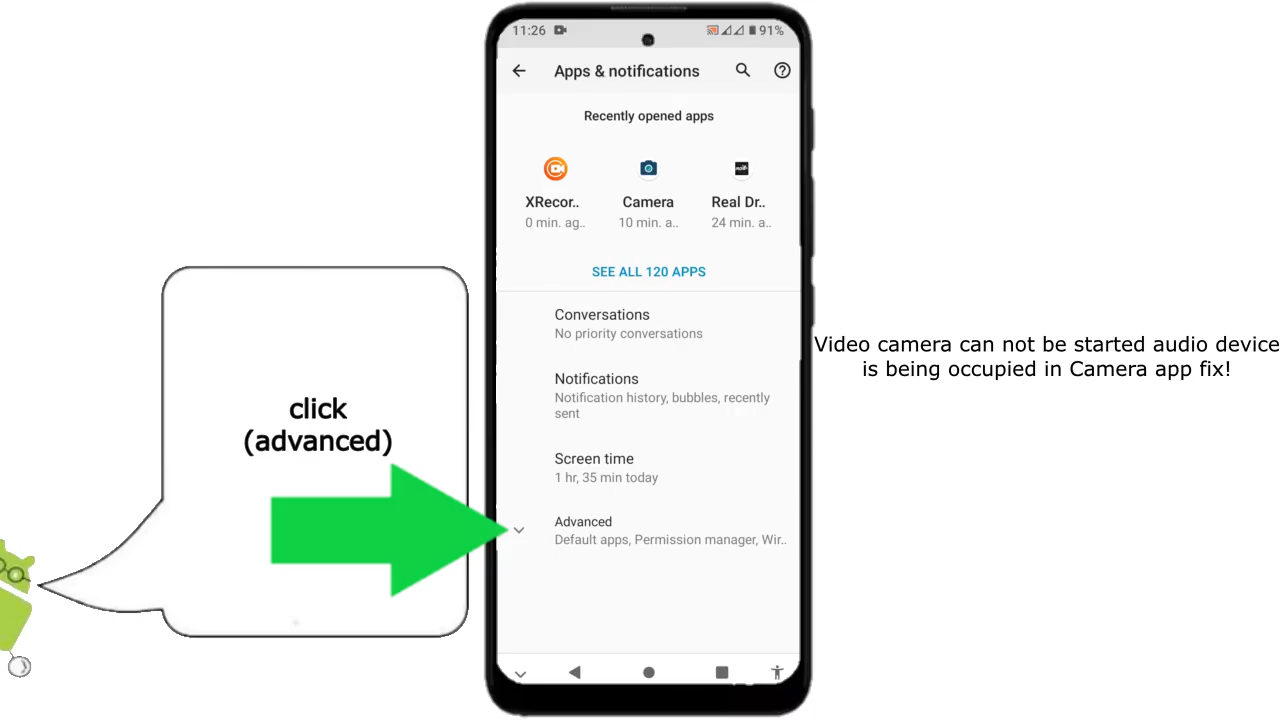 11:26
91%
Apps & notifications
Recently opened apps
XRecor..
Camera
Real Dr..
0 min. ag..
10 min. a..
24 min. a..
SEE ALL 120 APPS
Conversations
No priority conversations
Notifications
Notification history, bubbles, recently
sent
Screen time
1 hr, 35 min today
Advanced
Default apps, Permission manager, Wir..
click
(advanced)
Video camera can not be started audio device
is being occupied in Camera app fix!